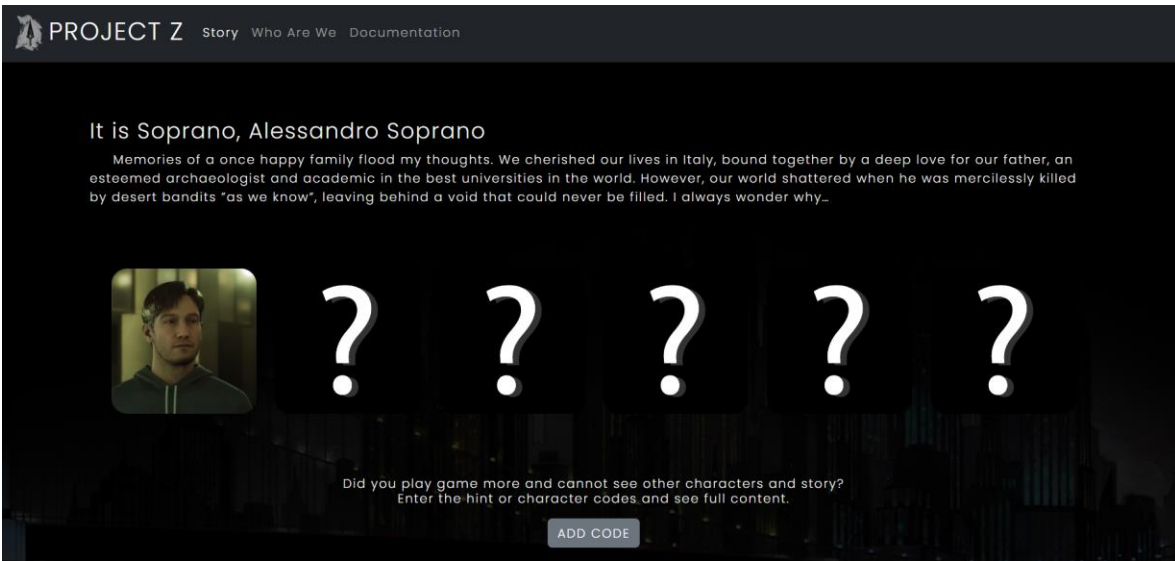 PROJECT Z Story Who Are We Documentation
It is Soprano, Alessandro Soprano
Memories of a once happy family flood my thoughts. We cherished our lives in Italy, bound together by a deep love for our father, an
esteemed archaeologist and academic in the best universities in the world. However, our world shattered when he was mercilessly killed
by desert bandits “as we know”, leaving behind a void that could never be filled. I always wonder why…
? ? ? ? ?
Did you play game more and cannot see other characters and story?
Enter the hint or character codes and see full content.
ADD CODE